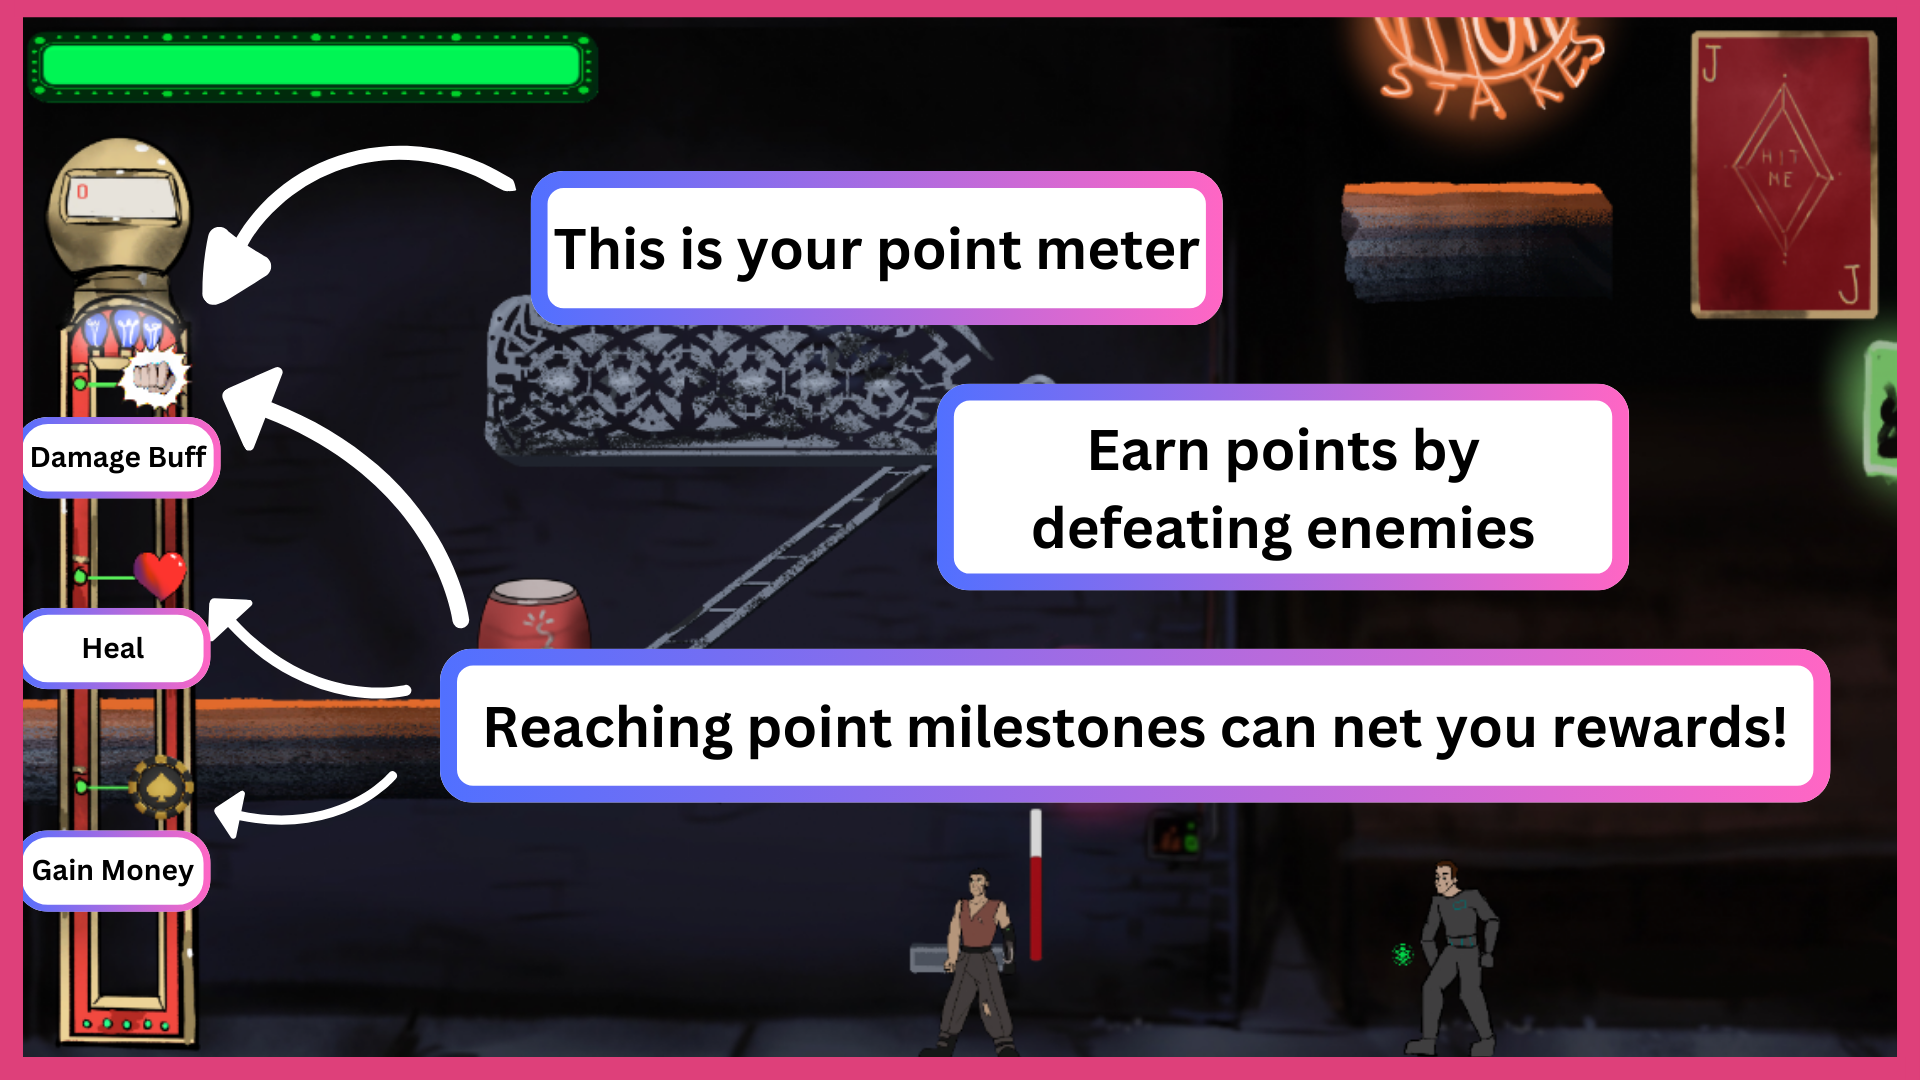 STAKES
J
HIT
ME
J
0
This is your point meter
Damage Buff
Earn points by
defeating enemies
Heal
Reaching point milestones can net you rewards!
Gain Money